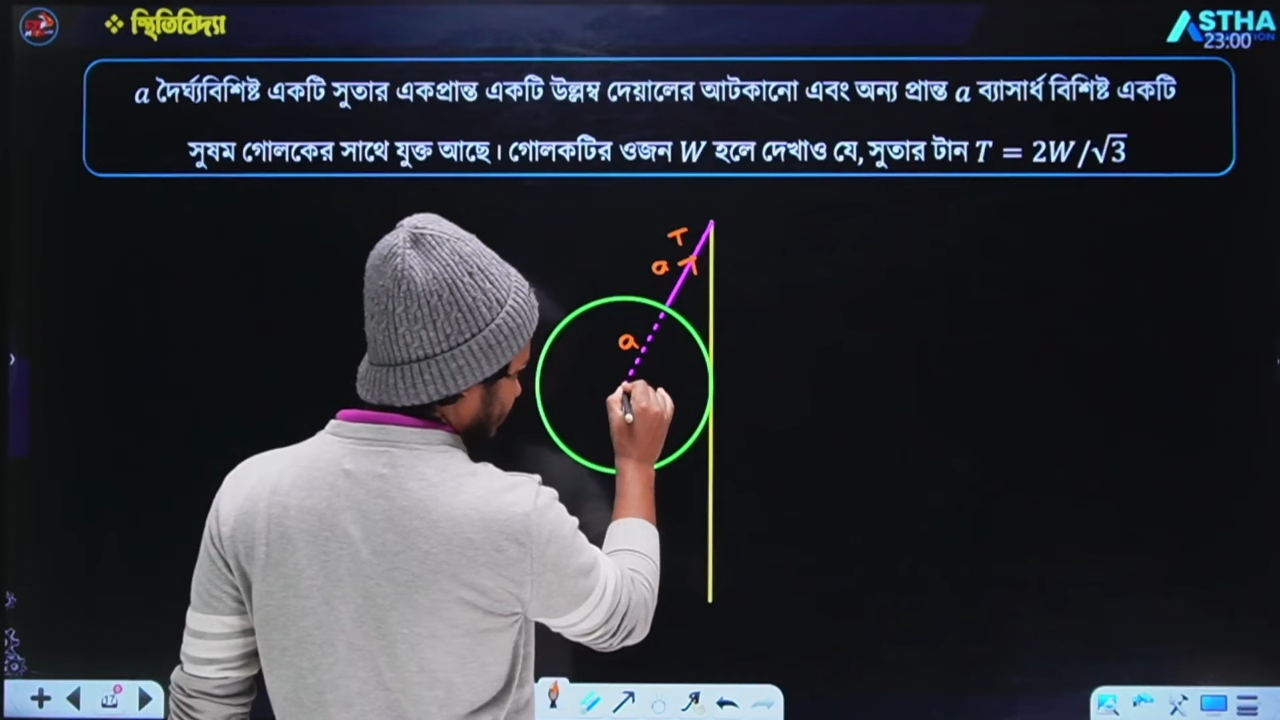 ❖ স্থিতিবিদ্যা
ASTHA
23:00
a দৈর্ঘ্যবিশিষ্ট একটি সুতার একপ্রান্ত একটি উল্লম্ব দেয়ালের আটকানো এবং অন্য প্রান্ত a ব্যাসার্ধ বিশিষ্ট একটি
সুষম গোলকের সাথে যুক্ত আছে। গোলকটির ওজন W হলে দেখাও যে, সুতার টান T = 2W/√3
T
a
a
17